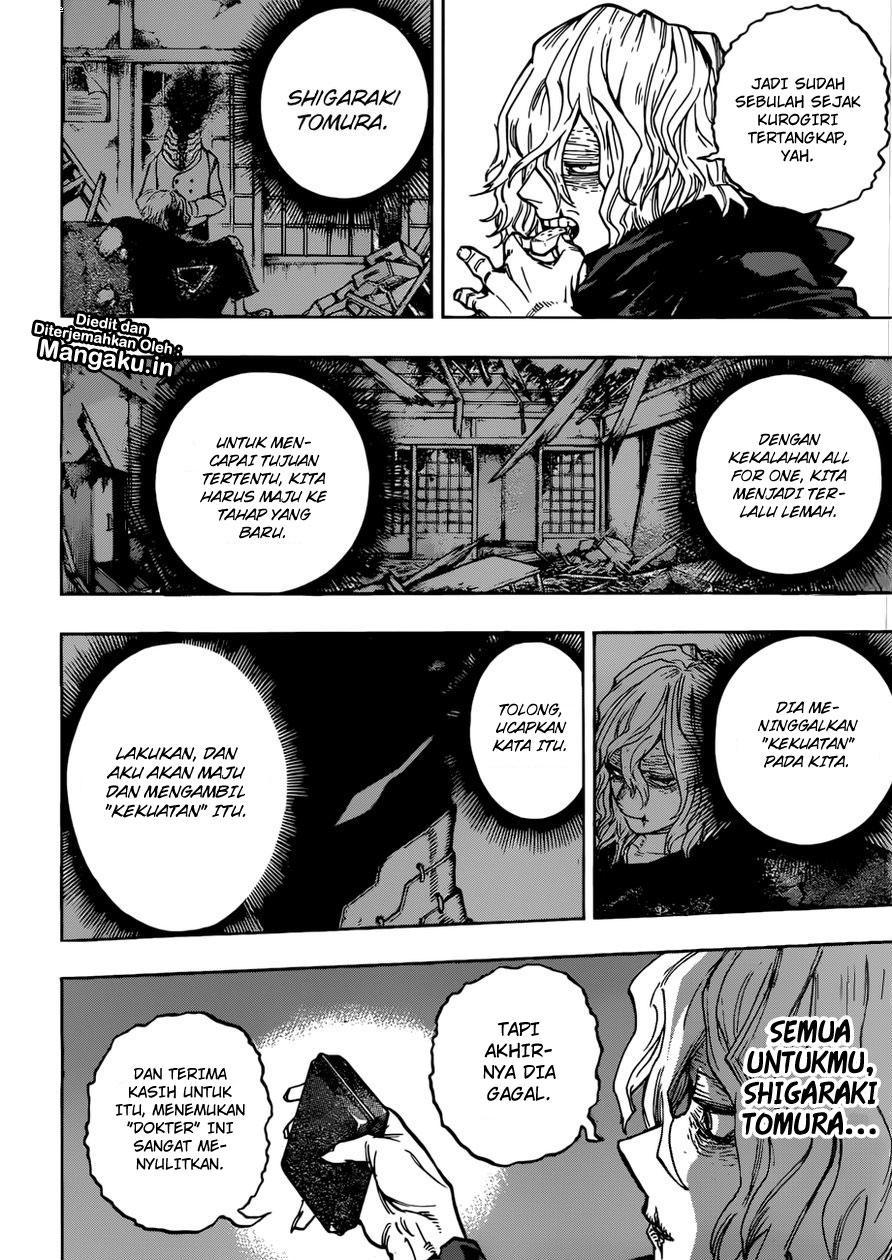 JADI SUDAH
SEBULAH SEJAK
KUROGIRI
TERTANGKAP,
YAH.
SHIGARAKI
TOMURA.
Diedit dan
Diterjemahkan Oleh :
Mangaku.in
DENGAN
KEKALAHAN ALL
FOR ONE, KITA
MENJADI TER-
LALU LEMAH.
UNTUK MEN-
CAPAI TUJUAN
TERTENTU, KITA
HARUS MAJU KE
TAHAP YANG
BARU.
DIA ME-
NINGGALKAN
"KEKUATAN"
PADA KITA.
TOLONG,
UCAPKAN
KATA ITU.
LAKUKAN, DAN
AKU AKAN MAJU
DAN MENGAMBIL
"KEKUATAN" ITU.
SEMUA
UNTUKMU,
SHIGARAKI
TOMURA...
TAPI
AKHIR-
NYA DIA
GAGAL.
DAN TERIMA
KASIH UNTUK
ITU, MENEMUKAN
"DOKTER" INI
SANGAT ME-
NYULITKAN.